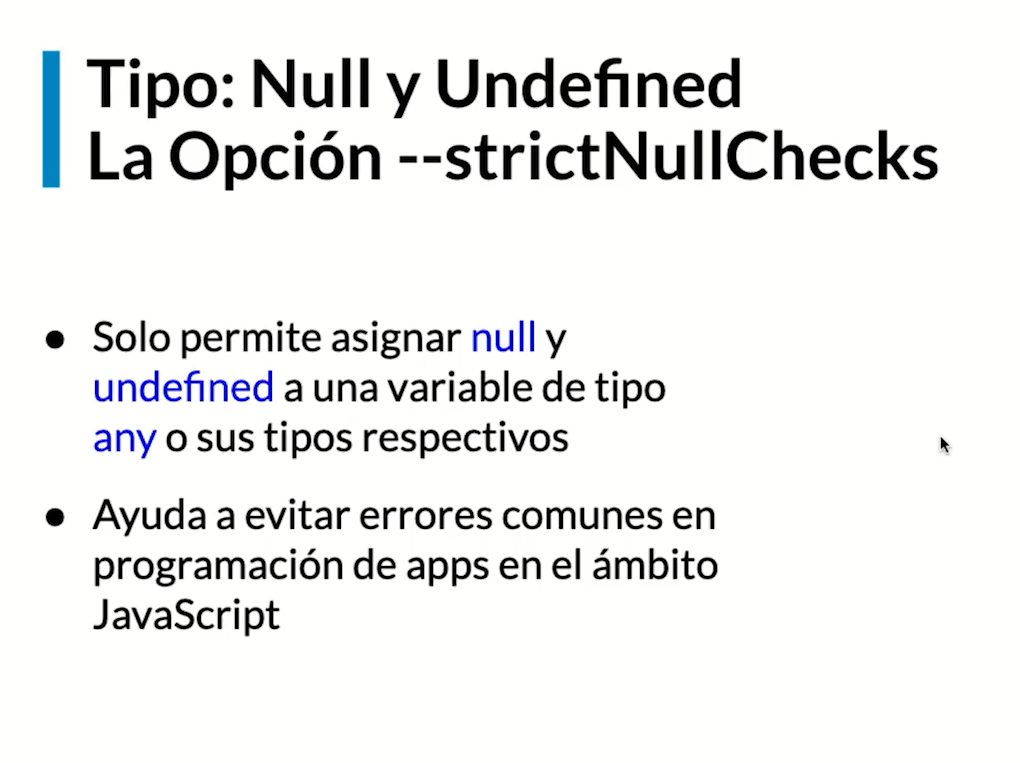 Tipo: Null y Undefined
La Opción --strictNullChecks
● Solo permite asignar null y
undefined a una variable de tipo
any o sus tipos respectivos
● Ayuda a evitar errores comunes en
programación de apps en el ámbito
JavaScript